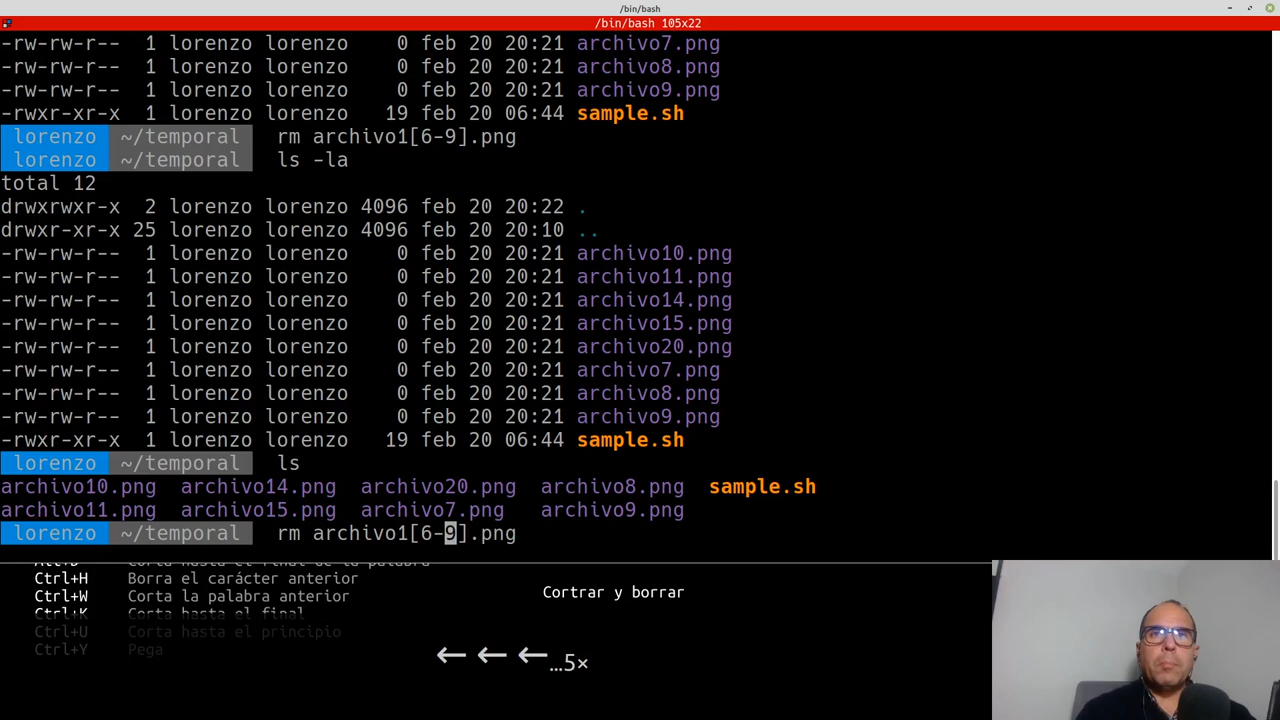 /bin/bash
/bin/bash 105x22
-rw-rw-r-- 1 lorenzo lorenzo 0 feb 20 20:21 archivo7.png
-rw-rw-r-- 1 lorenzo lorenzo 0 feb 20 20:21 archivo8.png
-rw-rw-r-- 1 lorenzo lorenzo 0 feb 20 20:21 archivo9.png
-rwxr-xr-x 1 lorenzo lorenzo 19 feb 20 06:44 sample.sh
lorenzo ~/temporal rm archivo1[6-9].png
lorenzo ~/temporal ls -la
total 12
drwxrwxr-x 2 lorenzo lorenzo 4096 feb 20 20:22 .
drwxr-xr-x 25 lorenzo lorenzo 4096 feb 20 20:10 ..
-rw-rw-r-- 1 lorenzo lorenzo 0 feb 20 20:21 archivo10.png
-rw-rw-r-- 1 lorenzo lorenzo 0 feb 20 20:21 archivo11.png
-rw-rw-r-- 1 lorenzo lorenzo 0 feb 20 20:21 archivo14.png
-rw-rw-r-- 1 lorenzo lorenzo 0 feb 20 20:21 archivo15.png
-rw-rw-r-- 1 lorenzo lorenzo 0 feb 20 20:21 archivo20.png
-rw-rw-r-- 1 lorenzo lorenzo 0 feb 20 20:21 archivo7.png
-rw-rw-r-- 1 lorenzo lorenzo 0 feb 20 20:21 archivo8.png
-rw-rw-r-- 1 lorenzo lorenzo 0 feb 20 20:21 archivo9.png
-rwxr-xr-x 1 lorenzo lorenzo 19 feb 20 06:44 sample.sh
lorenzo ~/temporal ls
archivo10.png archivo14.png archivo20.png archivo8.png sample.sh
archivo11.png archivo15.png archivo7.png archivo9.png
lorenzo ~/temporal rm archivo1[6-9].png
Alt+D Corta hasta el final de la palabra
Ctrl+H Borra el carácter anterior
Ctrl+W Corta la palabra anterior
Ctrl+K Corta hasta el final
Ctrl+U Corta hasta el principio
Ctrl+Y Pega
Cortrar y borrar
← ← ←…5×